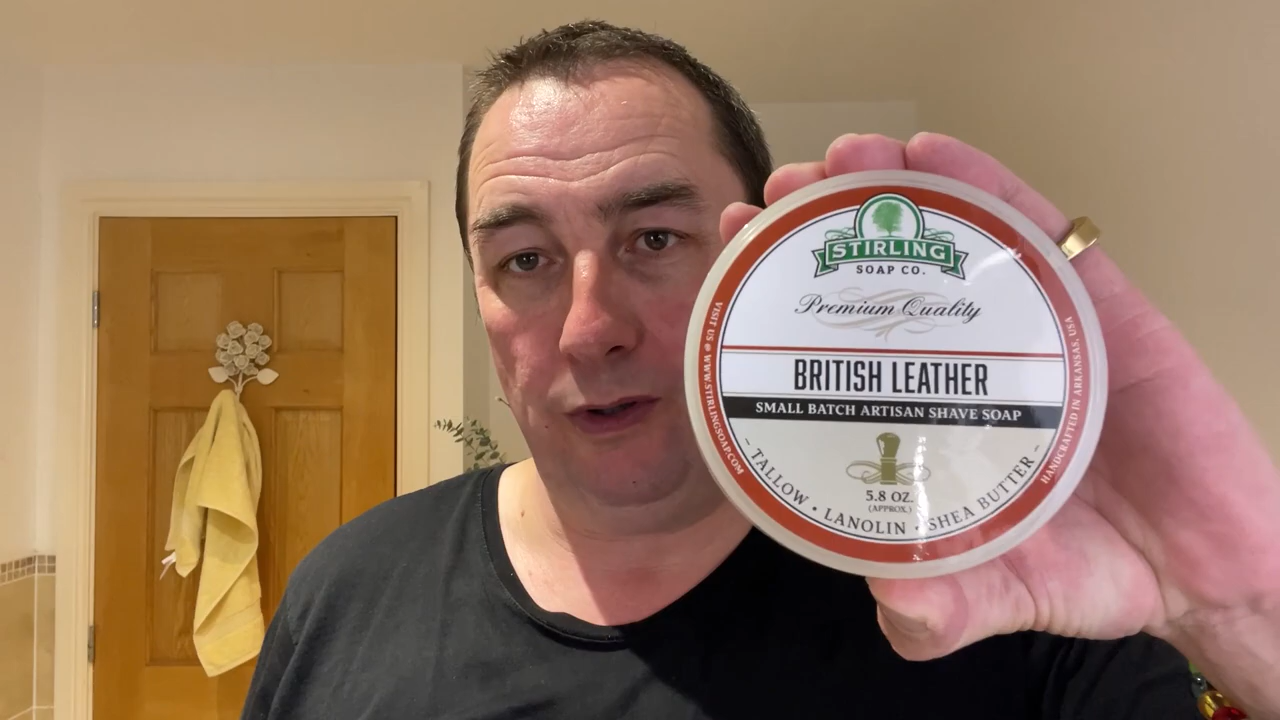 STIRLING
SOAP CO.
Premium Quality
BRITISH LEATHER
SMALL BATCH ARTISAN SHAVE SOAP
5.8 OZ.
(APPROX.)
- TALLOW • LANOLIN • SHEA BUTTER -
VISIT US @ WWW.STIRLINGSOAP.COM
HANDCRAFTED IN ARKANSAS, USA